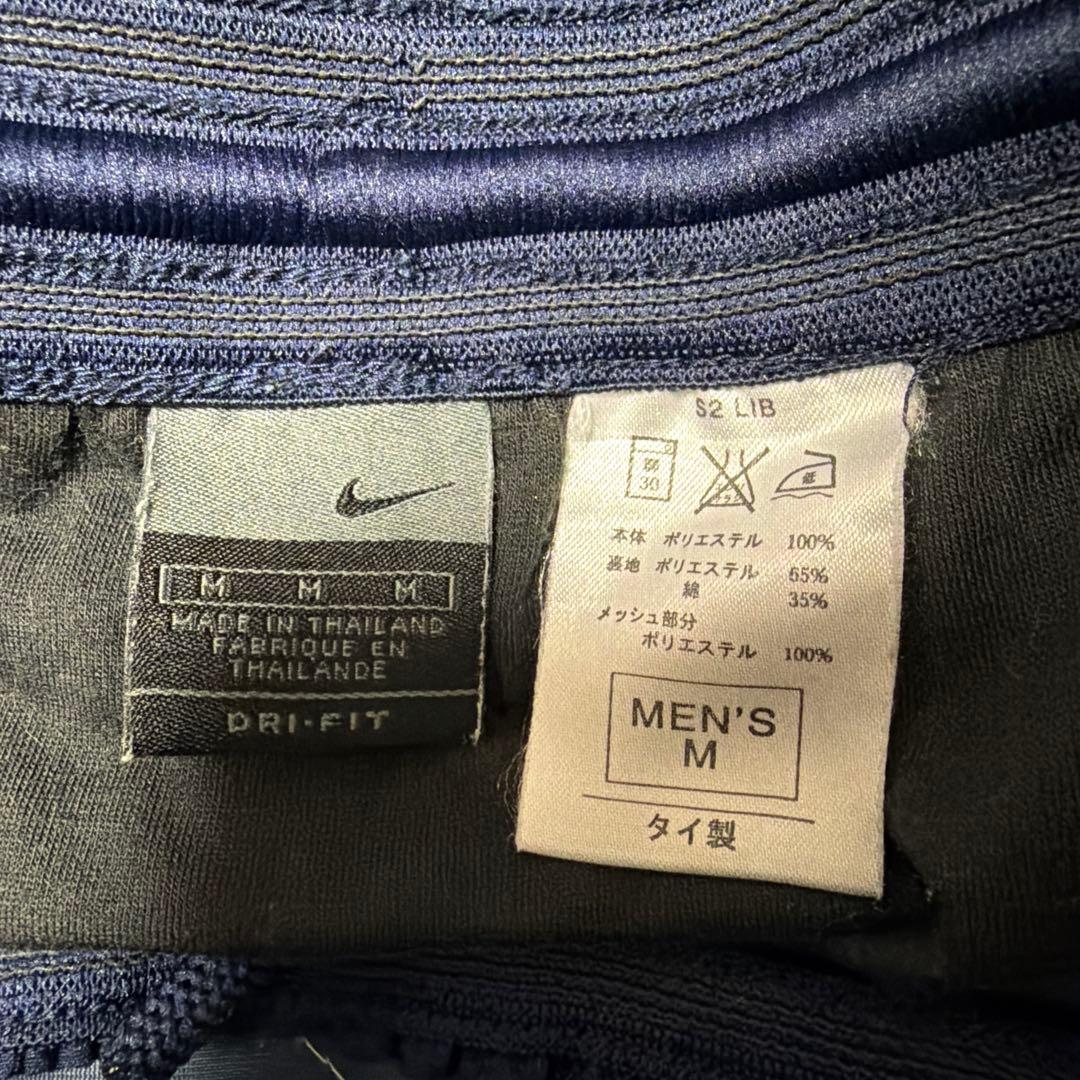 M M M
MADE IN THAILAND
FABRIQUE EN
THAILANDE
DRI-FIT
S2 LIB
弱
30
低
本体 ポリエステル 100%
裏地 ポリエステル 65%
綿 35%
メッシュ部分
ポリエステル 100%
MEN'S
M
タイ製